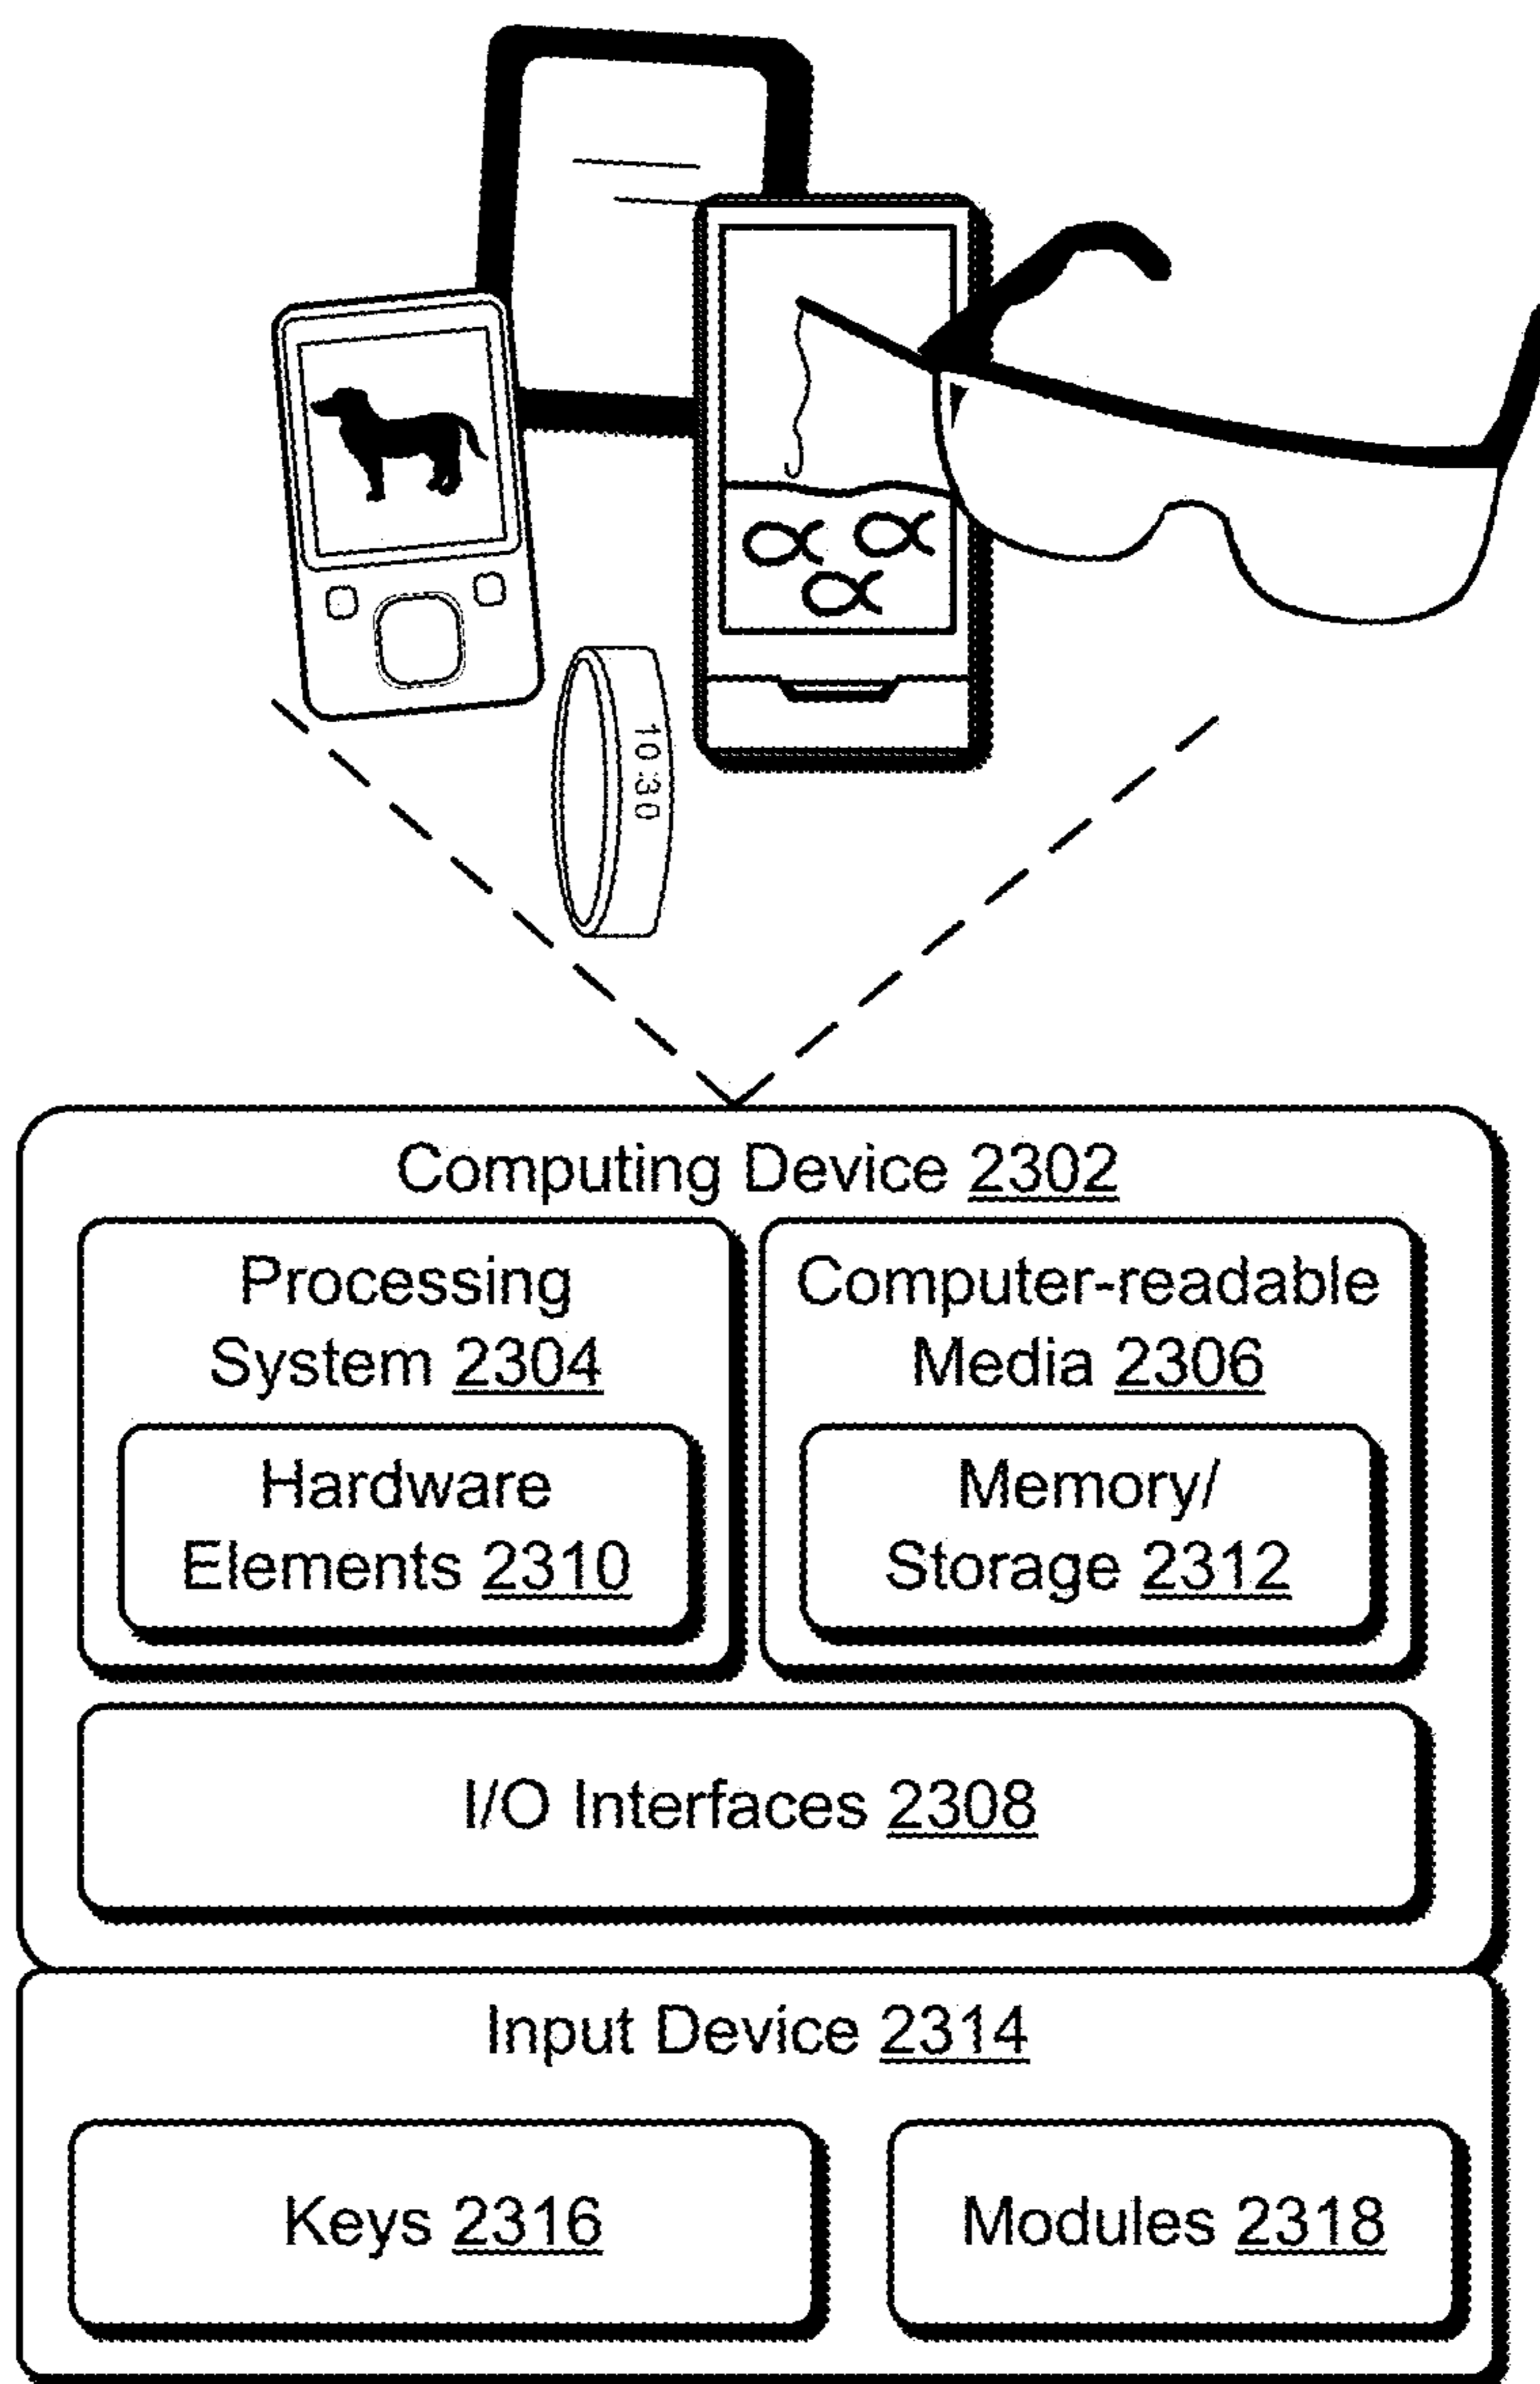 10:30
Computing Device 2302
Processing
System 2304
Hardware
Elements 2310
Computer-readable
Media 2306
Memory/
Storage 2312
I/O Interfaces 2308
Input Device 2314
Keys 2316
Modules 2318